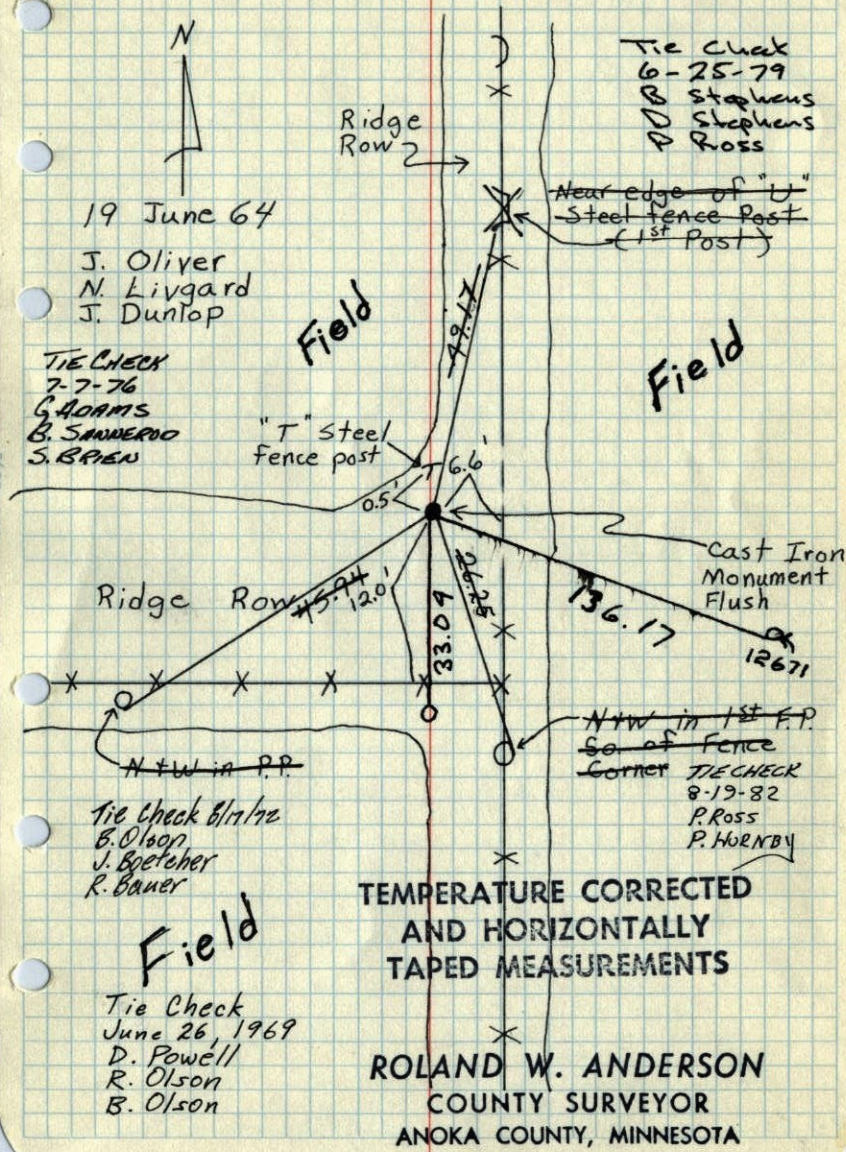 N
Tie Check
6-25-79
B Stephens
D Stephens
P Ross
Ridge
Row
Near edge of "U"
Steel fence Post
(1st Post)
19 June 64
J. Oliver
N. Livgard
J. Dunlop
Field
49.17
Field
TIE CHECK
7-7-76
G ADAMS
B. SANNEROD
S. BRIEN
"T" Steel
fence post
T
6.6'
0.5'
Cast Iron
Monument
Flush
Ridge Row
45.94
12.0'
33.09
26.25
136.17
12671
N+W in P.P.
N+W in 1st F.P.
So. of Fence
Corner
TIE CHECK
8-19-82
P. ROSS
P. HORNBY
Tie Check 8/17/72
B. Olson
J. Boetcher
R. Bauer
TEMPERATURE CORRECTED
AND HORIZONTALLY
TAPED MEASUREMENTS
Field
Tie Check
June 26, 1969
D. Powell
R. Olson
B. Olson
ROLAND W. ANDERSON
COUNTY SURVEYOR
ANOKA COUNTY, MINNESOTA